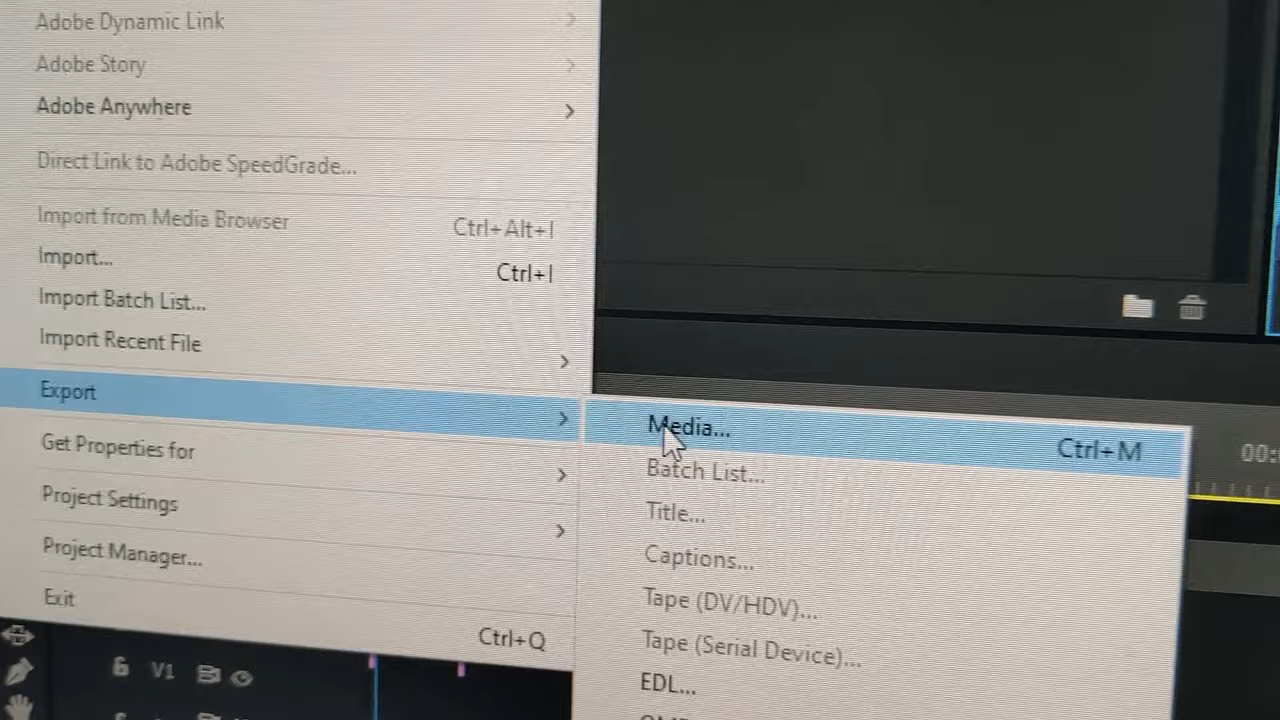 Adobe Dynamic Link
Adobe Story
Adobe Anywhere
Direct Link to Adobe SpeedGrade...
Import from Media Browser Ctrl+Alt+I
Import... Ctrl+I
Import Batch List...
Import Recent File
Export
Get Properties for
Project Settings
Project Manager...
Exit Ctrl+Q
Media... Ctrl+M
Batch List...
Title...
Captions...
Tape (DV/HDV)...
Tape (Serial Device)...
EDL...
00:
V1